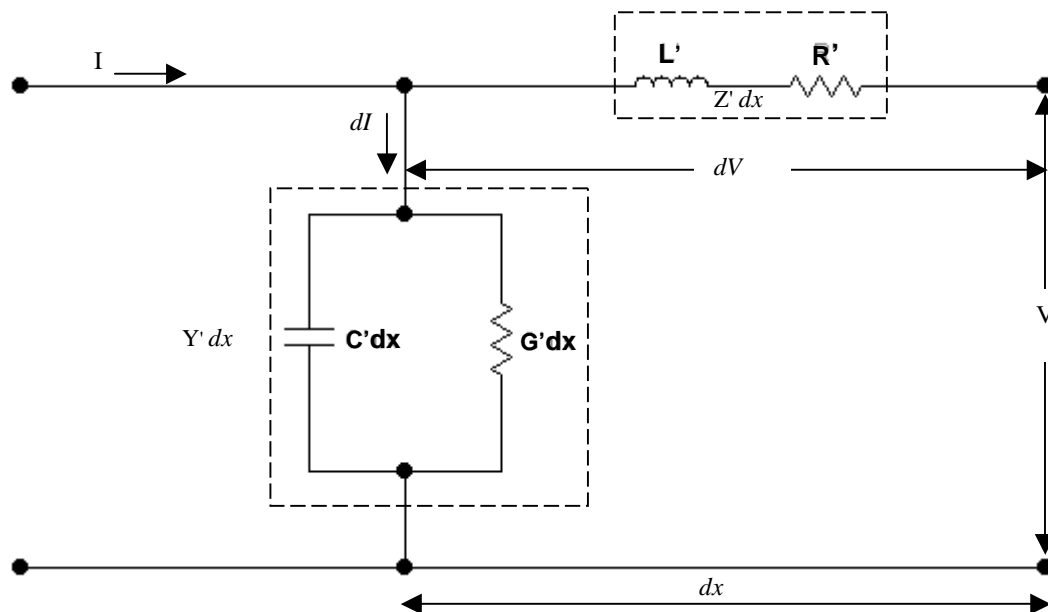 I
L’
R’
Z' dx
dI
dV
Y' dx
C’dx
G’dx
V
dx